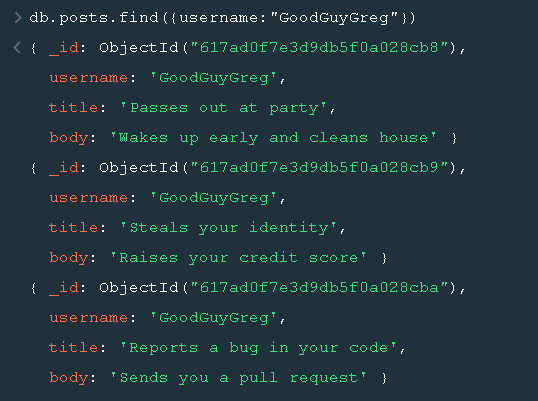 > db.posts.find({username:"GoodGuyGreg"})
< { _id: ObjectId("617ad0f7e3d9db5f0a028cb8"),
username: 'GoodGuyGreg',
title: 'Passes out at party',
body: 'Wakes up early and cleans house' }
{ _id: ObjectId("617ad0f7e3d9db5f0a028cb9"),
username: 'GoodGuyGreg',
title: 'Steals your identity',
body: 'Raises your credit score' }
{ _id: ObjectId("617ad0f7e3d9db5f0a028cba"),
username: 'GoodGuyGreg',
title: 'Reports a bug in your code',
body: 'Sends you a pull request' }